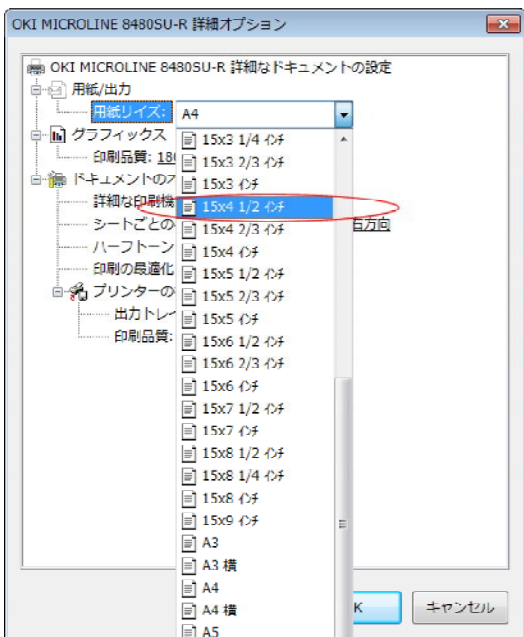 OKI MICROLINE 8480SU-R 詳細オプション
OKI MICROLINE 8480SU-R 詳細なドキュメントの設定
用紙/出力
用紙サイズ: A4
グラフィックス
印刷品質: 180
ドキュメントのオ
詳細な印刷機
シートごとの
右方向
ハーフトーン
印刷の最適化
プリンターの
出力トレイ
印刷品質:
15x3 1/4 インチ
15x3 2/3 インチ
15x3 インチ
15x4 1/2 インチ
15x4 2/3 インチ
15x4 インチ
15x5 1/2 インチ
15x5 2/3 インチ
15x5 インチ
15x6 1/2 インチ
15x6 2/3 インチ
15x6 インチ
15x7 1/2 インチ
15x7 インチ
15x8 1/2 インチ
15x8 1/4 インチ
15x8 インチ
15x9 インチ
A3
A3 横
A4
A4 横
A5
K
キャンセル